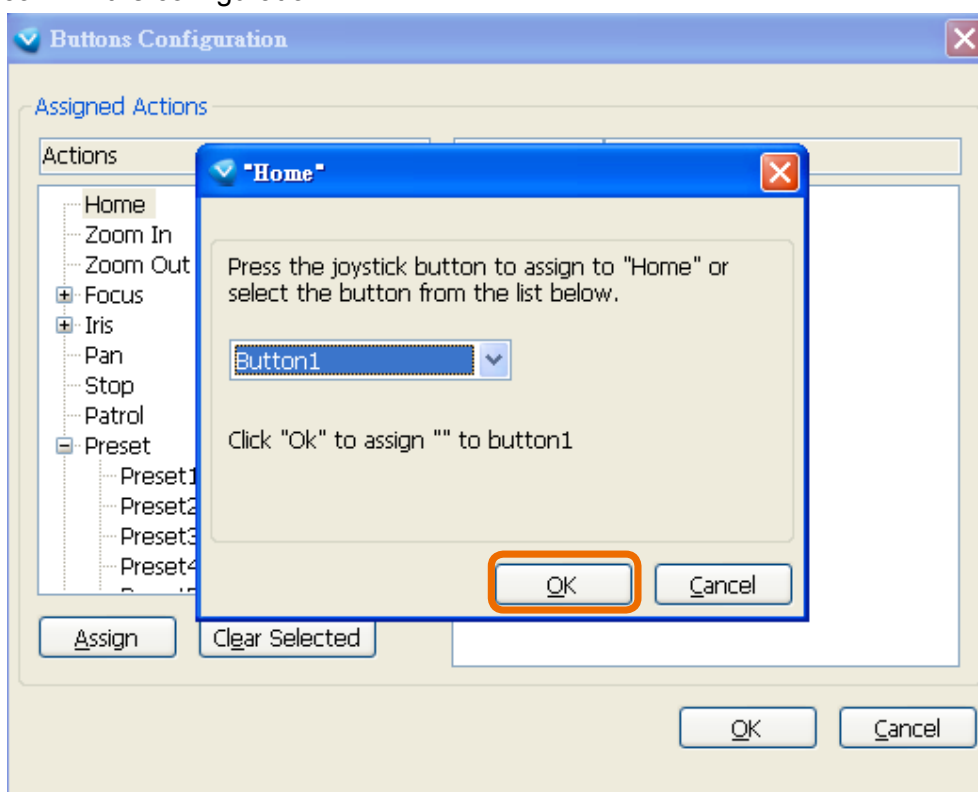 Buttons Configuration
Assigned Actions
Actions
"Home"
Home
Zoom In
Zoom Out
Focus
Iris
Pan
Stop
Patrol
Preset
Preset1
Preset2
Preset3
Preset4
Press the joystick button to assign to "Home" or
select the button from the list below.
Button1
Click "Ok" to assign "" to button1
OK
Cancel
Assign
Clear Selected
OK
Cancel